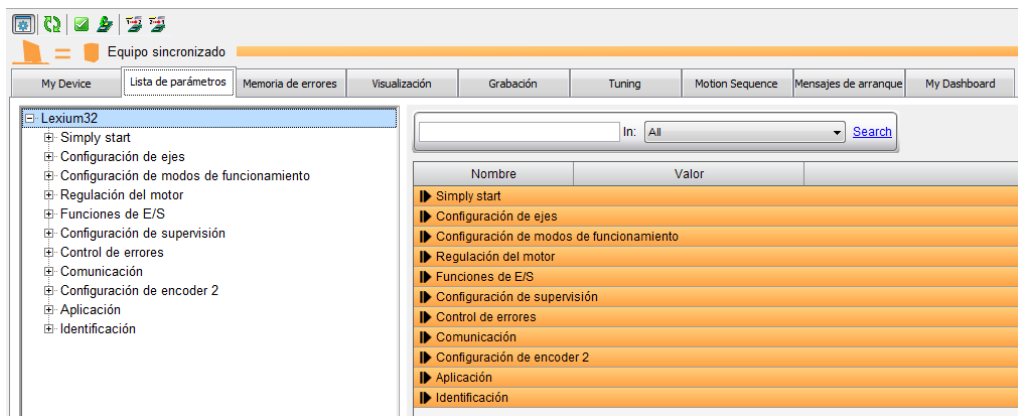 Equipo sincronizado
My Device Lista de parámetros Memoria de errores Visualización Grabación Tuning Motion Sequence Mensajes de arranque My Dashboard
Lexium32
Simply start
Configuración de ejes
Configuración de modos de funcionamiento
Regulación del motor
Funciones de E/S
Configuración de supervisión
Control de errores
Comunicación
Configuración de encoder 2
Aplicación
Identificación
In: All Search
Nombre Valor
Simply start
Configuración de ejes
Configuración de modos de funcionamiento
Regulación del motor
Funciones de E/S
Configuración de supervisión
Control de errores
Comunicación
Configuración de encoder 2
Aplicación
Identificación